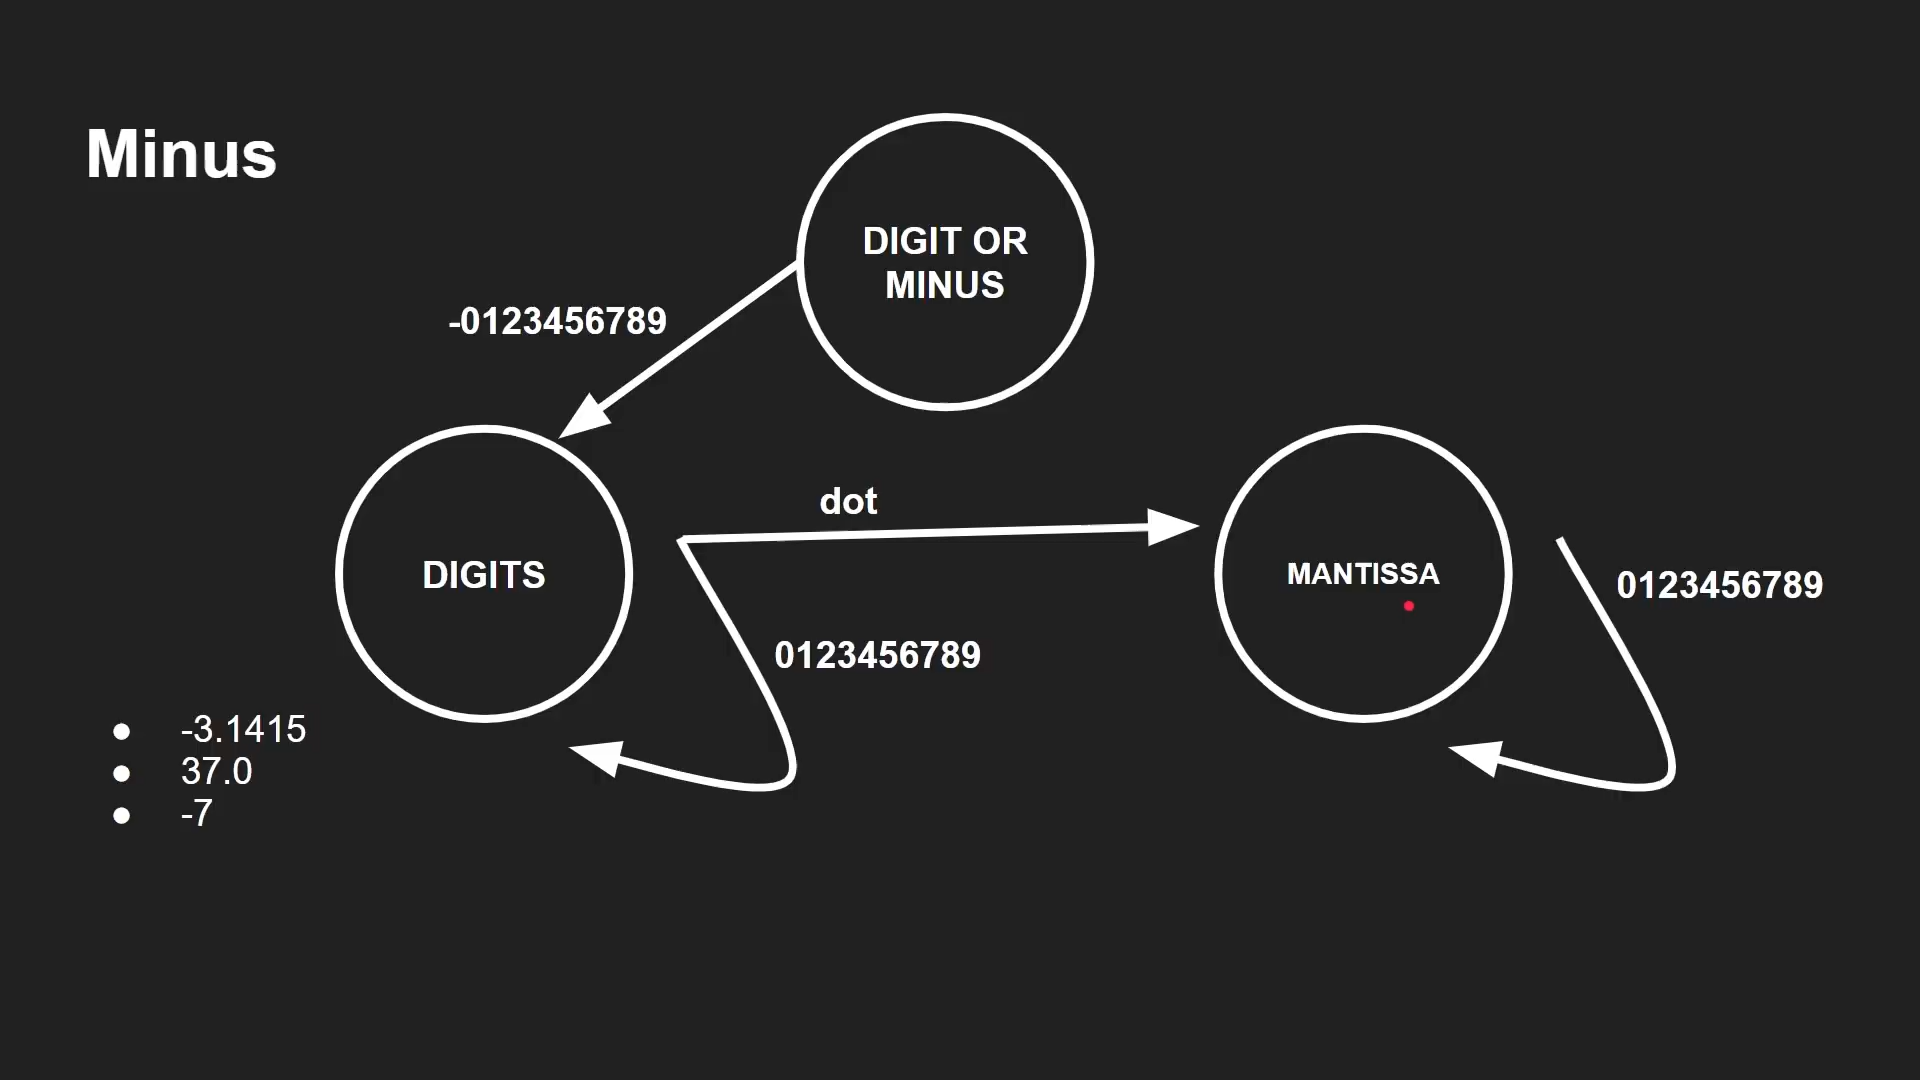 Minus
DIGIT OR
MINUS
-0123456789
dot
DIGITS
MANTISSA
0123456789
0123456789
● -3.1415
● 37.0
● -7